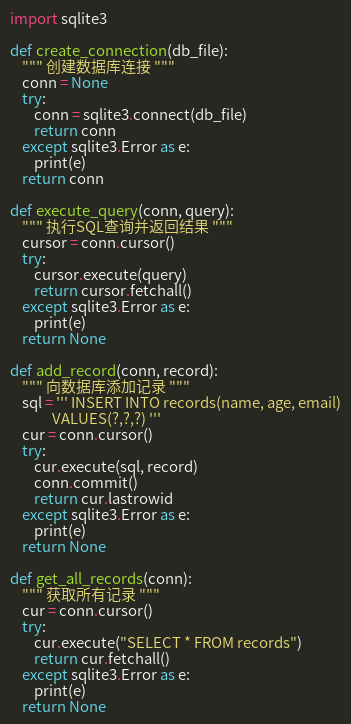 import sqlite3
def create_connection(db_file):
""" 创建数据库连接 """
conn = None
try:
conn = sqlite3.connect(db_file)
return conn
except sqlite3.Error as e:
print(e)
return conn
def execute_query(conn, query):
""" 执行SQL查询并返回结果 """
cursor = conn.cursor()
try:
cursor.execute(query)
return cursor.fetchall()
except sqlite3.Error as e:
print(e)
return None
def add_record(conn, record):
""" 向数据库添加记录 """
sql = ''' INSERT INTO records(name, age, email)
VALUES(?,?,?) '''
cur = conn.cursor()
try:
cur.execute(sql, record)
conn.commit()
return cur.lastrowid
except sqlite3.Error as e:
print(e)
return None
def get_all_records(conn):
""" 获取所有记录 """
cur = conn.cursor()
try:
cur.execute("SELECT * FROM records")
return cur.fetchall()
except sqlite3.Error as e:
print(e)
return None